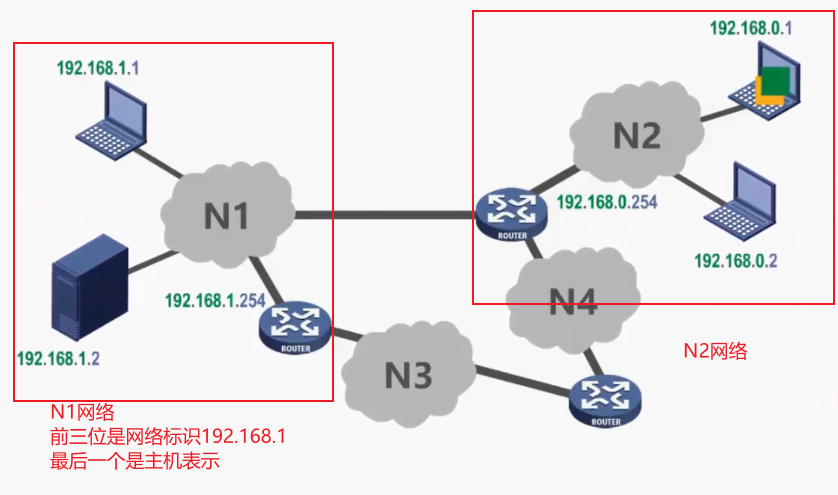 192.168.0.1
192.168.1.1
N2
N1
192.168.0.254
ROUTER
192.168.0.2
192.168.1.254
N4
ROUTER
192.168.1.2
N3
N2网络
ROUTER
N1网络
前三位是网络标识192.168.1
最后一个是主机表示